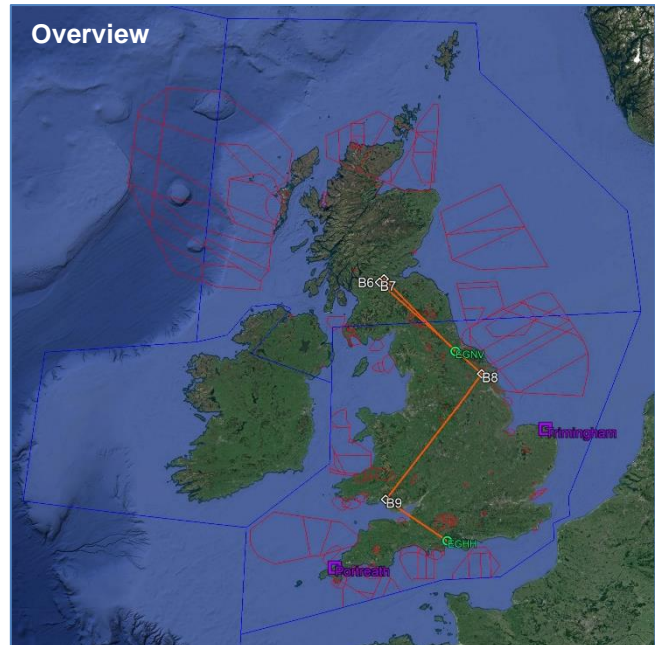 Overview
B6
B7
EGNV
B8
Trimingham
B9
EGHH
Portreath